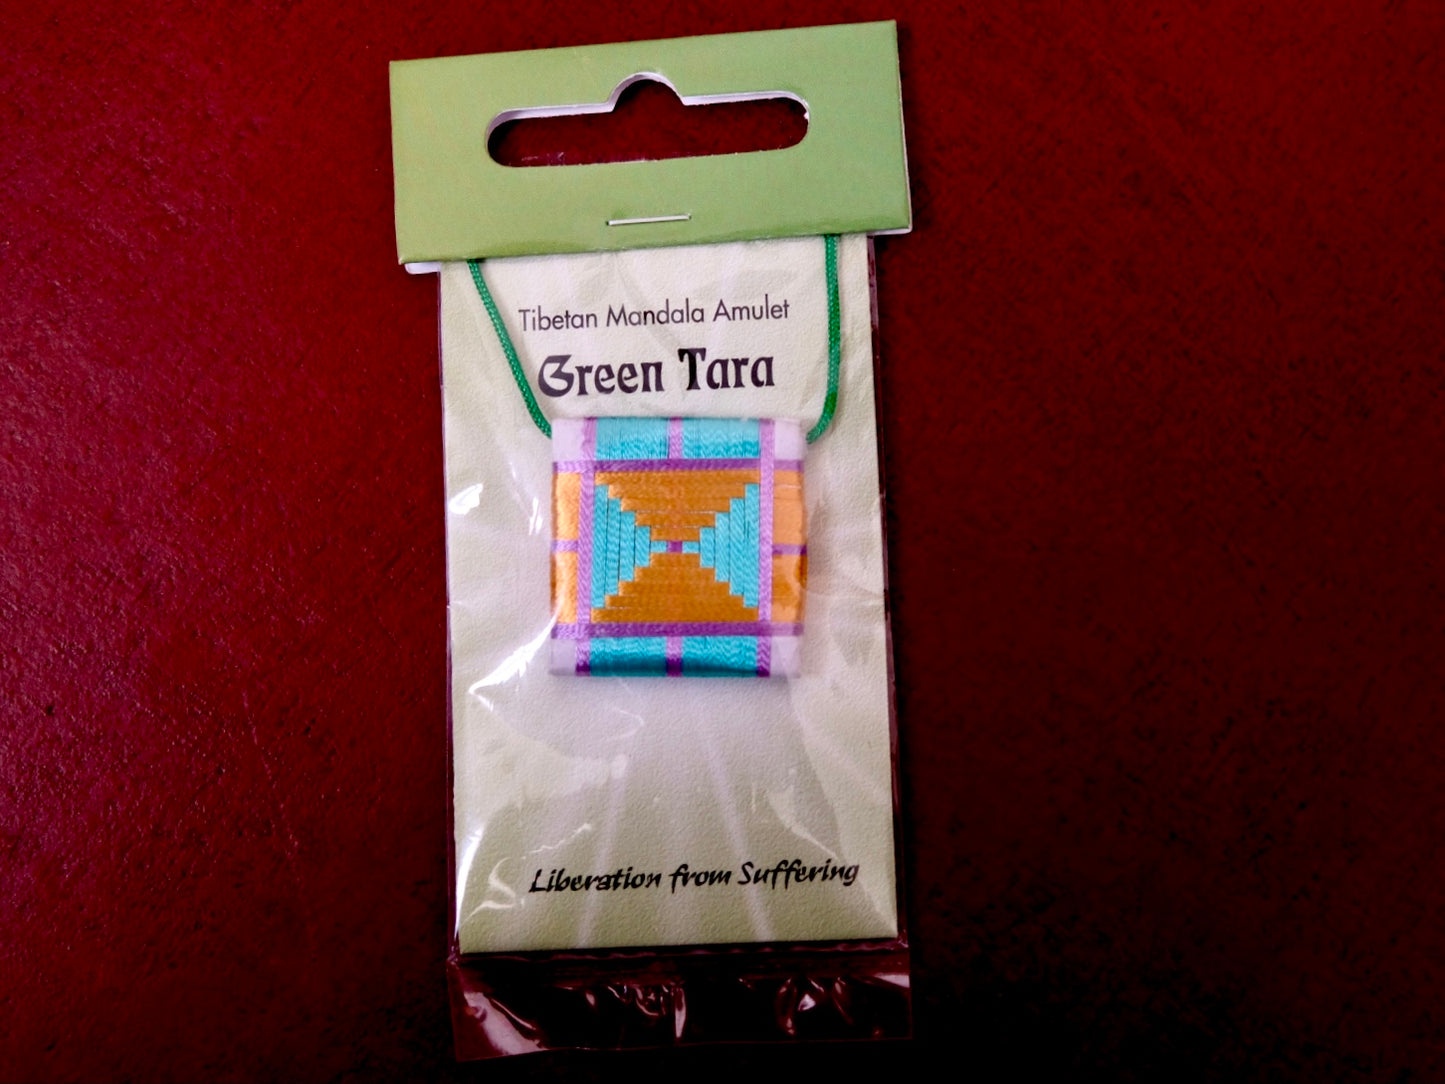 Tibetan Mandala Amulet
Green Tara
Liberation from Suffering